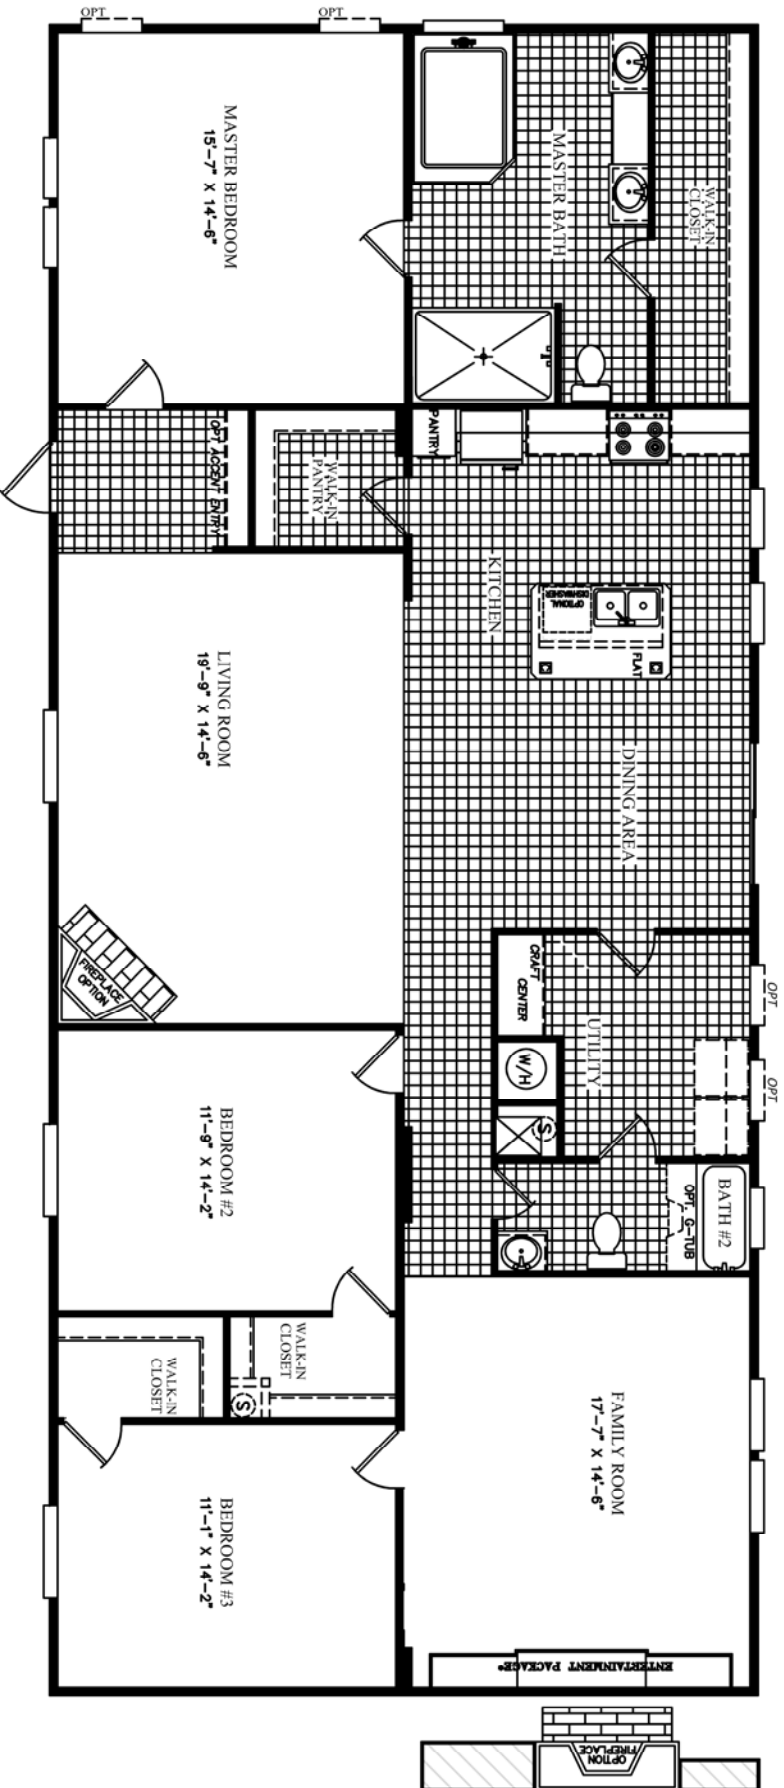 OPT
OPT
MASTER BEDROOM
15'-7" X 14'-6"
MASTER BATH
WALK-IN
CLOSET
OPT ACCENT ENTRY
WALK-IN
PANTRY
PANTRY
KITCHEN
OPTIONAL
DISHWASHER
FLAT
LIVING ROOM
19'-9" X 14'-6"
DINING AREA
FIREPLACE
OPTION
CRAFT
CENTER
UTILITY
OPT
OPT
W/H
S
BEDROOM #2
11'-9" X 14'-2"
BATH #2
OPT. G-TUB
WALK-IN
CLOSET
WALK-IN
CLOSET
S
FAMILY ROOM
17'-7" X 14'-6"
BEDROOM #3
11'-1" X 14'-2"
ENTERTAINMENT PACKAGE*
OPTION
FIREPLACE